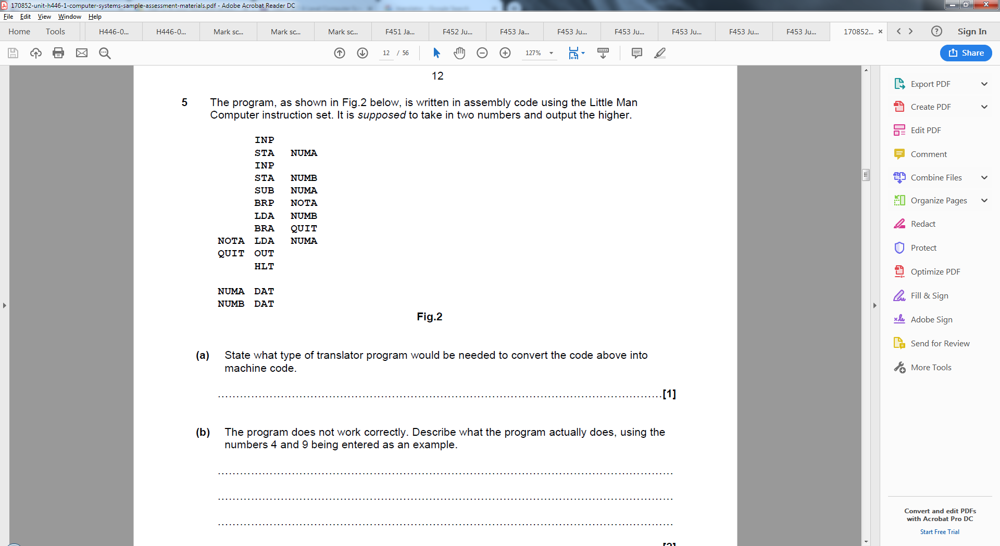 170852-unit-h446-1-computer-systems-sample-assessment-materials.pdf - Adobe Acrobat Reader DC
File Edit View Window Help
Home Tools H446-0... H446-0... Mark sc... Mark sc... Mark sc... F451 Ja... F452 Ju... F453 Ja... F453 Ju... F453 Ju... F453 Ju... F453 Ju... F453 Ju... 170852... × Sign In
12 / 56 127% Share
12
5 The program, as shown in Fig.2 below, is written in assembly code using the Little Man
Computer instruction set. It is supposed to take in two numbers and output the higher.
INP
STA NUMA
INP
STA NUMB
SUB NUMA
BRP NOTA
LDA NUMB
BRA QUIT
NOTA LDA NUMA
QUIT OUT
HLT
NUMA DAT
NUMB DAT
Fig.2
(a) State what type of translator program would be needed to convert the code above into
machine code.
[1]
(b) The program does not work correctly. Describe what the program actually does, using the
numbers 4 and 9 being entered as an example.
Export PDF
Create PDF
Edit PDF
Comment
Combine Files
Organize Pages
Redact
Protect
Optimize PDF
Fill & Sign
Adobe Sign
Send for Review
More Tools
Convert and edit PDFs
with Acrobat Pro DC
Start Free Trial